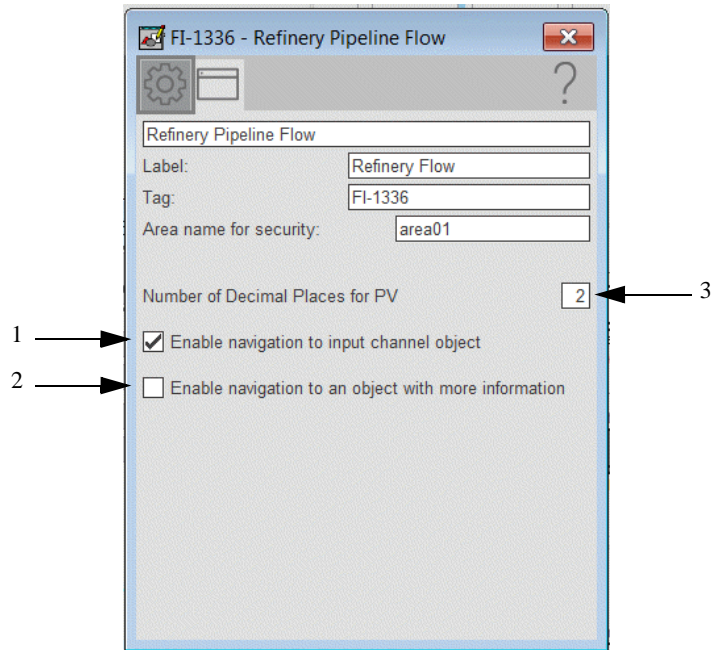 FI-1336 - Refinery Pipeline Flow
?
Refinery Pipeline Flow
Label: Refinery Flow
Tag: FI-1336
Area name for security: area01
Number of Decimal Places for PV 2 3
1 Enable navigation to input channel object
2 Enable navigation to an object with more information